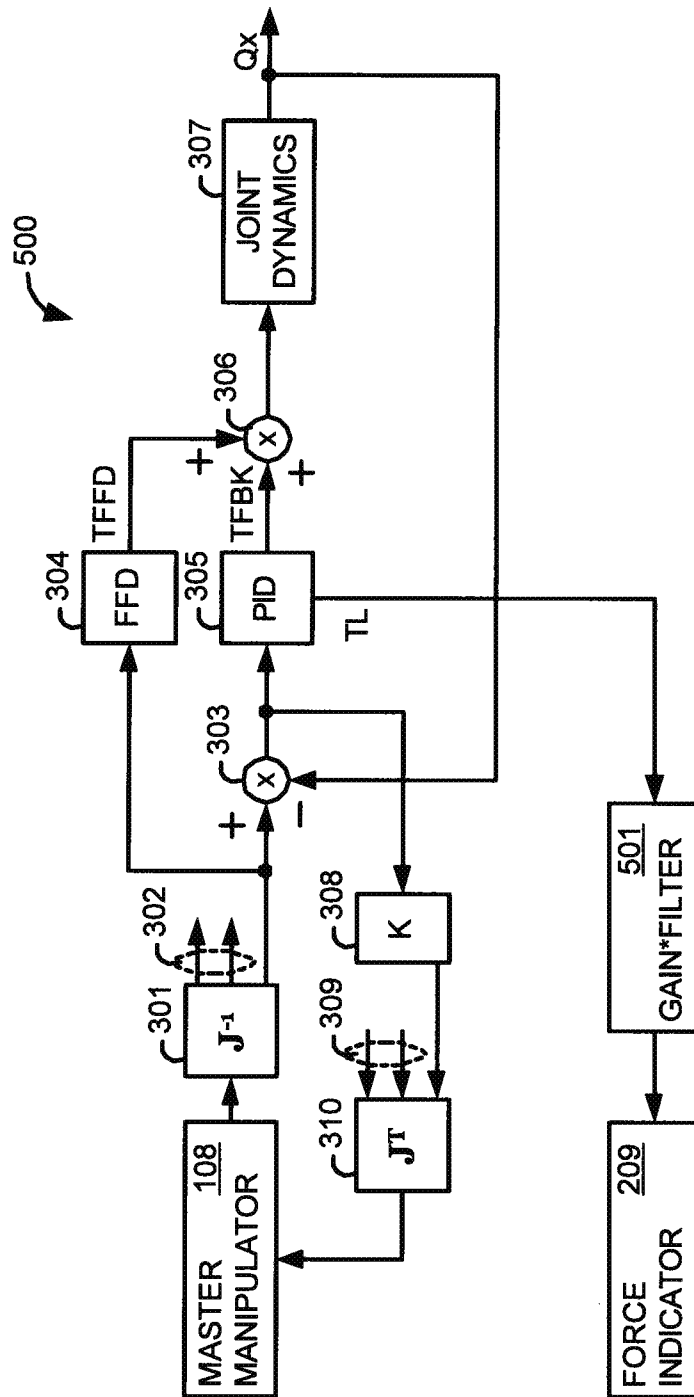 500
MASTER 108
MANIPULATOR
301
J⁻¹
302
+
−
303
X
304
FFD
TFFD
305
PID
TFBK
TL
+
+
306
X
307
JOINT
DYNAMICS
Qx
308
K
309
310
Jᵀ
501
GAIN*FILTER
FORCE 209
INDICATOR